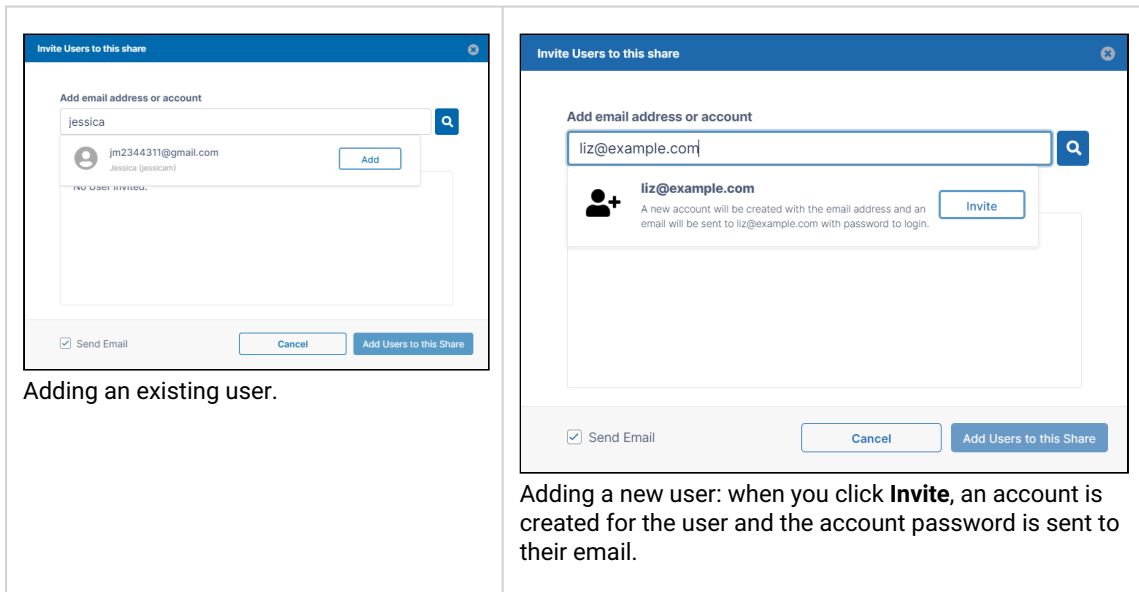 Invite Users to this share
Add email address or account
jessica
jm2344311@gmail.com
Jessica (jessicam)
Add
No User Invited.
Send Email
Cancel
Add Users to this Share
Adding an existing user.
Invite Users to this share
Add email address or account
liz@example.com
liz@example.com
A new account will be created with the email address and an
email will be sent to liz@example.com with password to login.
Invite
Send Email
Cancel
Add Users to this Share
Adding a new user: when you click Invite, an account is
created for the user and the account password is sent to
their email.